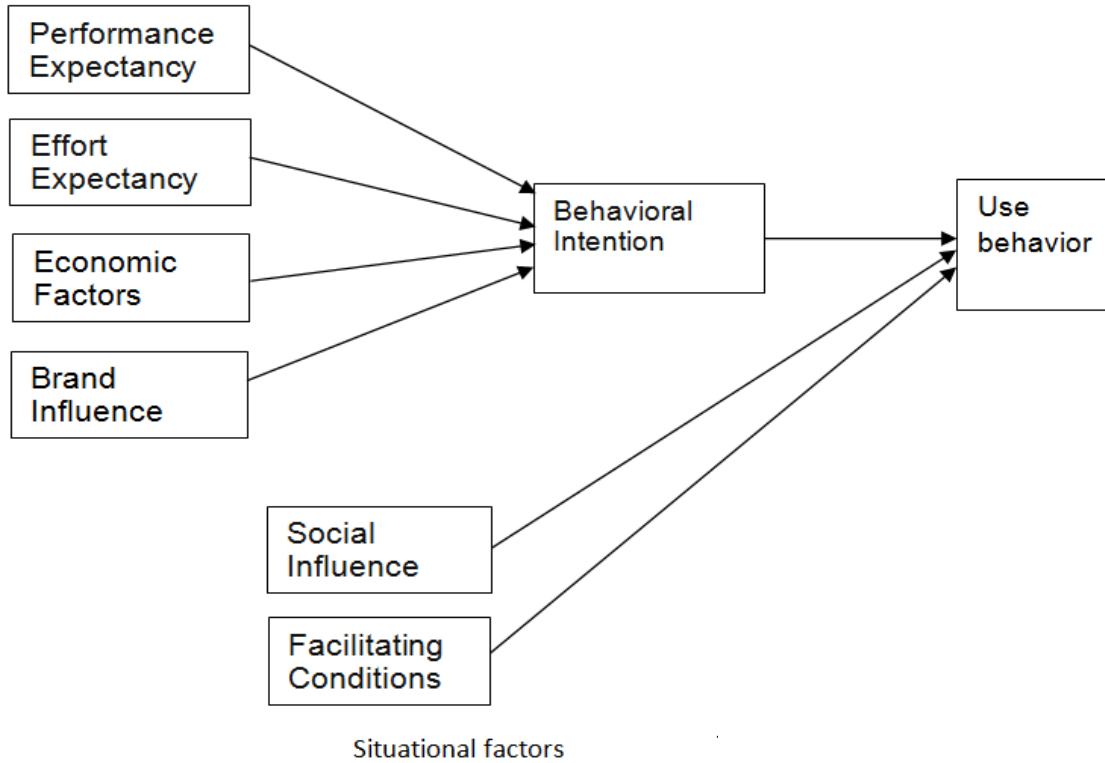 Performance
Expectancy
Effort
Expectancy
Economic
Factors
Brand
Influence
Behavioral
Intention
Use
behavior
Social
Influence
Facilitating
Conditions
Situational factors